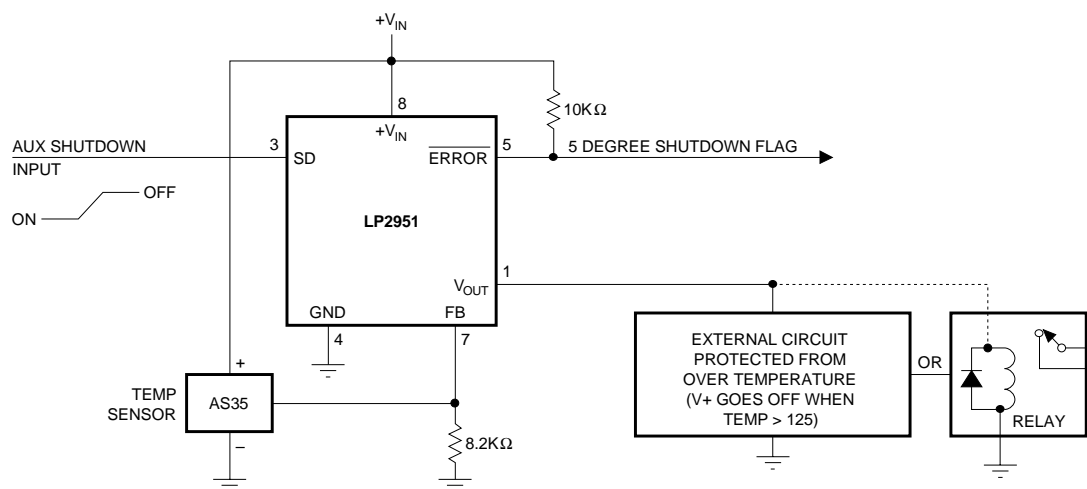 +VIN
8
10KΩ
AUX SHUTDOWN
INPUT
3
SD
+VIN
ERROR
5
5 DEGREE SHUTDOWN FLAG
ON
OFF
LP2951
1
VOUT
GND
FB
4
7
EXTERNAL CIRCUIT
PROTECTED FROM
OVER TEMPERATURE
(V+ GOES OFF WHEN
TEMP > 125)
OR
RELAY
+
TEMP
SENSOR
AS35
–
8.2KΩ